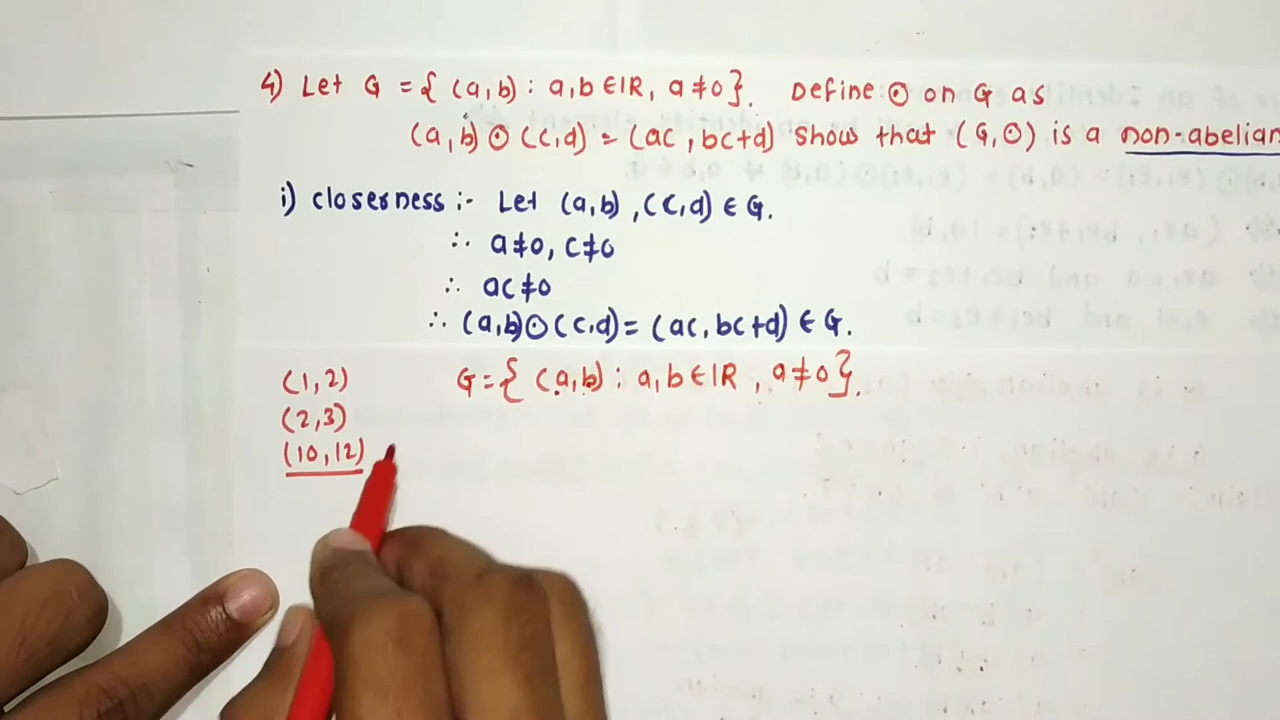 4) Let G = { (a,b) : a,b ∈ IR, a ≠ 0 }. Define ⊙ on G as
(a,b) ⊙ (c,d) = (ac, bc+d) show that (G,⊙) is a non-abelian
i) closerness :- Let (a,b), (c,d) ∈ G.
∴ a≠0, c≠0
∴ ac≠0
∴ (a,b)⊙(c,d) = (ac, bc+d) ∈ G.
(1,2) G = { (a,b) : a,b ∈ IR, a ≠ 0 }.
(2,3)
(10,12)